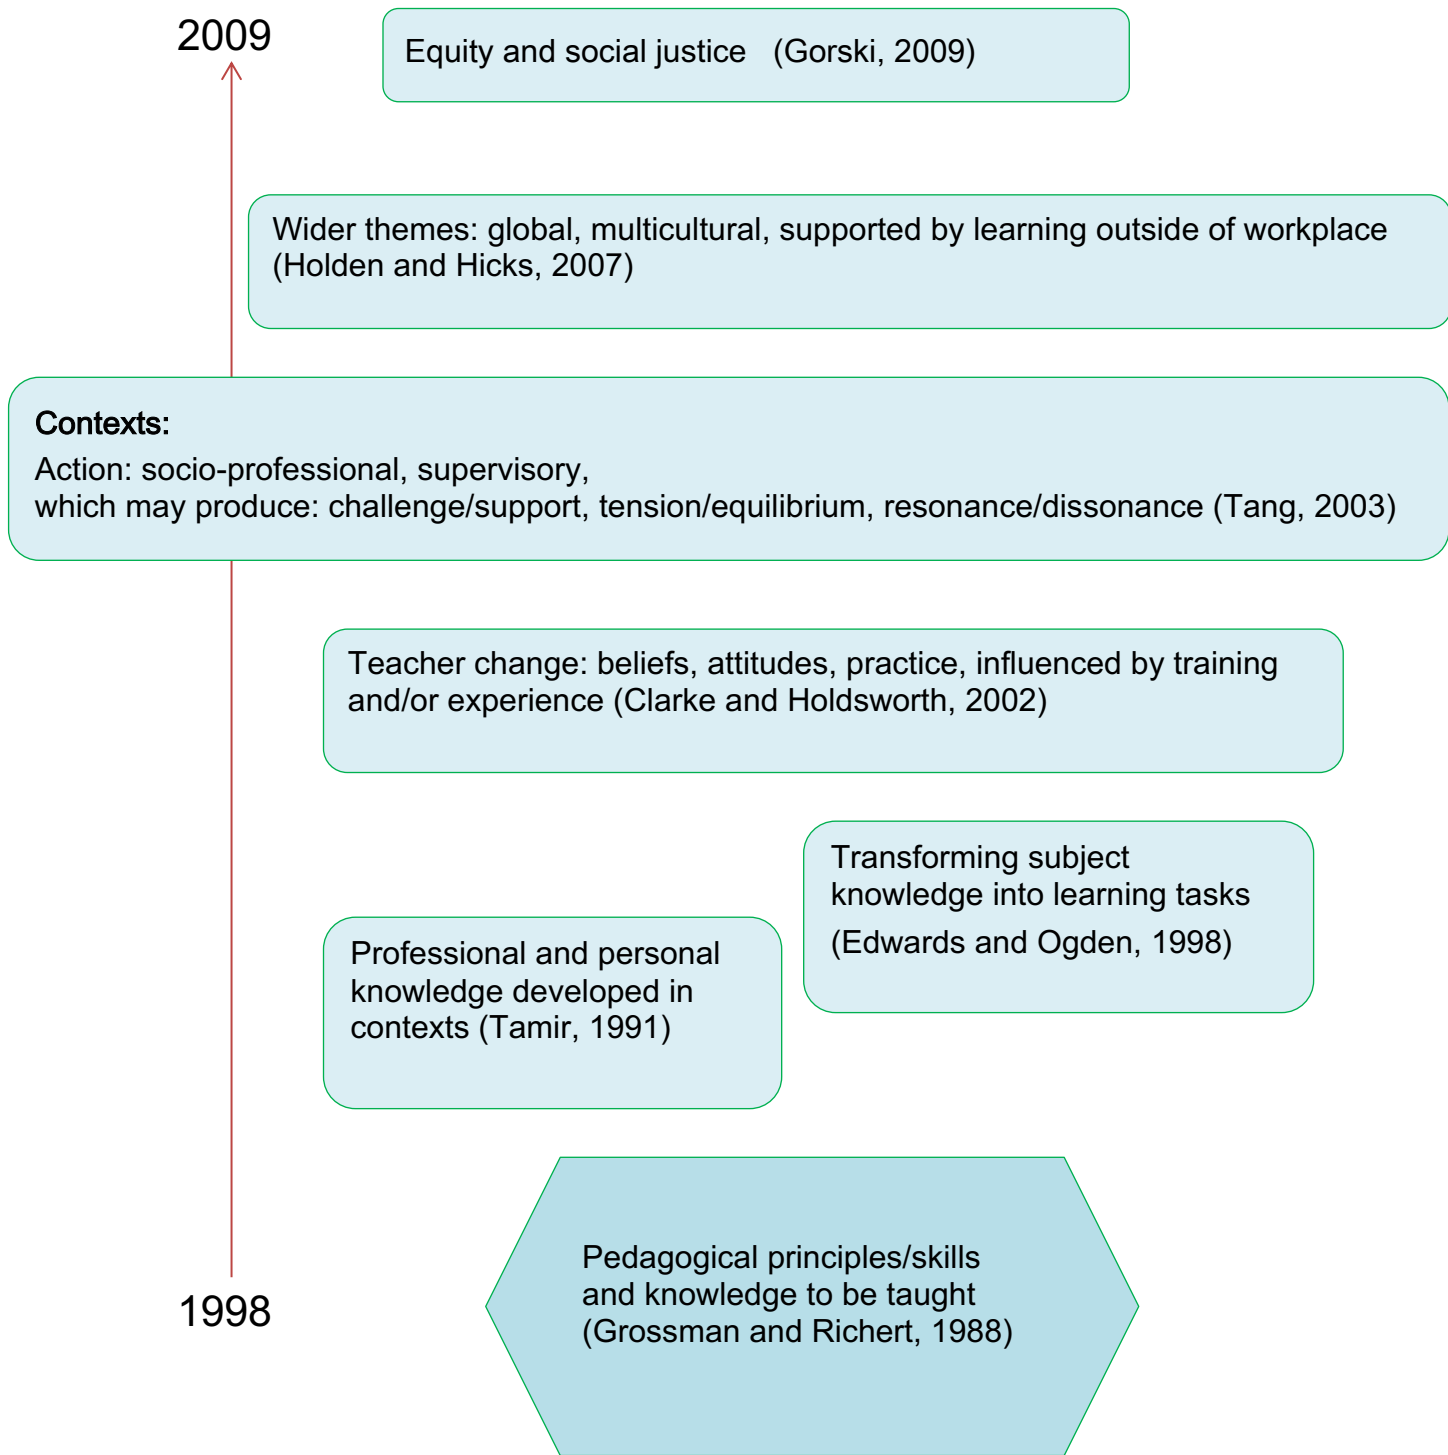 2009
Equity and social justice (Gorski, 2009)
Wider themes: global, multicultural, supported by learning outside of workplace
(Holden and Hicks, 2007)
Contexts:
Action: socio-professional, supervisory,
which may produce: challenge/support, tension/equilibrium, resonance/dissonance (Tang, 2003)
Teacher change: beliefs, attitudes, practice, influenced by training
and/or experience (Clarke and Holdsworth, 2002)
Transforming subject
knowledge into learning tasks
(Edwards and Ogden, 1998)
Professional and personal
knowledge developed in
contexts (Tamir, 1991)
Pedagogical principles/skills
and knowledge to be taught
(Grossman and Richert, 1988)
1998